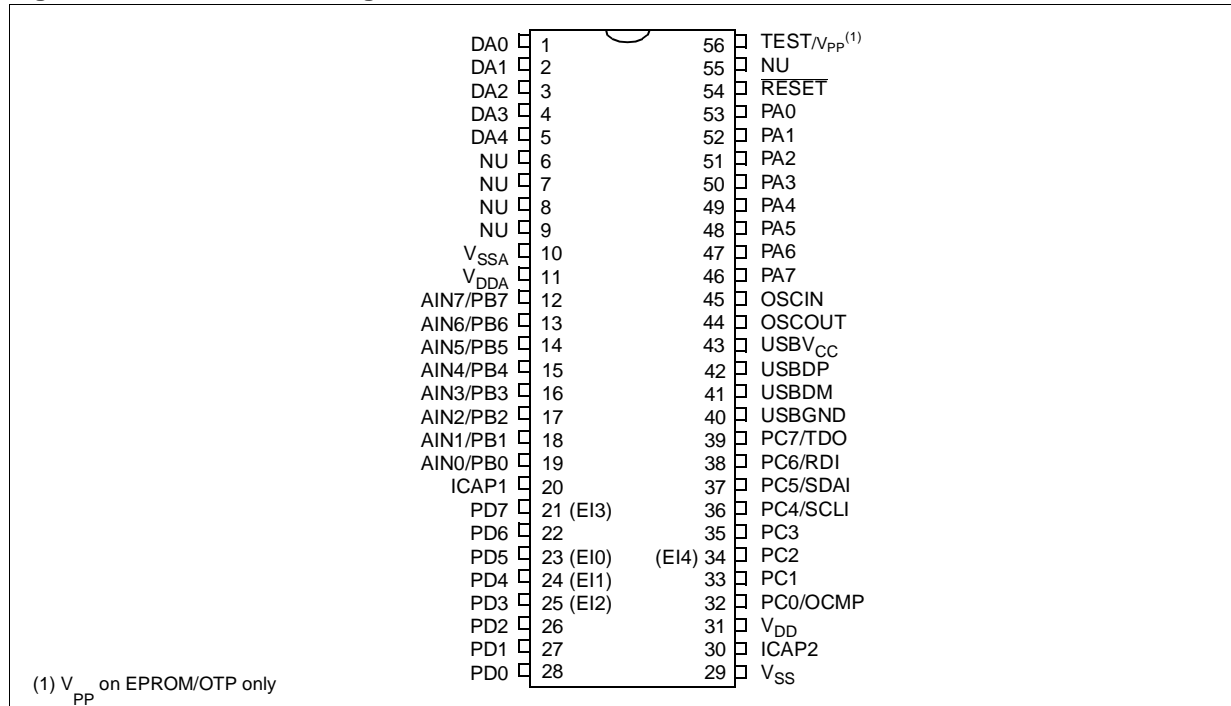 DA0 1 56 TEST/VPP(1)
DA1 2 55 NU
DA2 3 54 RESET
DA3 4 53 PA0
DA4 5 52 PA1
NU 6 51 PA2
NU 7 50 PA3
NU 8 49 PA4
NU 9 48 PA5
VSSA 10 47 PA6
VDDA 11 46 PA7
AIN7/PB7 12 45 OSCIN
AIN6/PB6 13 44 OSCOUT
AIN5/PB5 14 43 USBVCC
AIN4/PB4 15 42 USBDP
AIN3/PB3 16 41 USBDM
AIN2/PB2 17 40 USBGND
AIN1/PB1 18 39 PC7/TDO
AIN0/PB0 19 38 PC6/RDI
ICAP1 20 37 PC5/SDAI
PD7 21 (EI3) 36 PC4/SCLI
PD6 22 35 PC3
PD5 23 (EI0) (EI4) 34 PC2
PD4 24 (EI1) 33 PC1
PD3 25 (EI2) 32 PC0/OCMP
PD2 26 31 VDD
PD1 27 30 ICAP2
PD0 28 29 VSS
(1) VPP on EPROM/OTP only